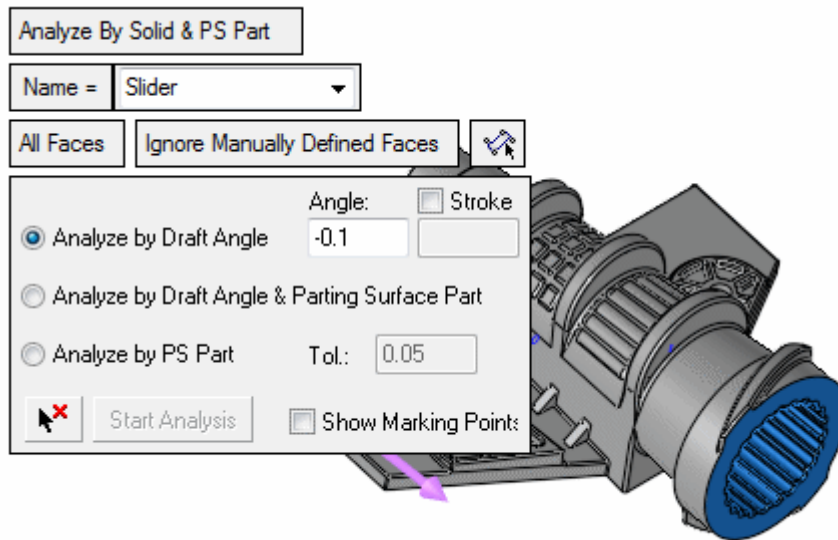 Analyze By Solid & PS Part
Name = Slider
All Faces Ignore Manually Defined Faces
Angle: Stroke
Analyze by Draft Angle -0.1
Analyze by Draft Angle & Parting Surface Part
Analyze by PS Part Tol.: 0.05
Start Analysis Show Marking Points